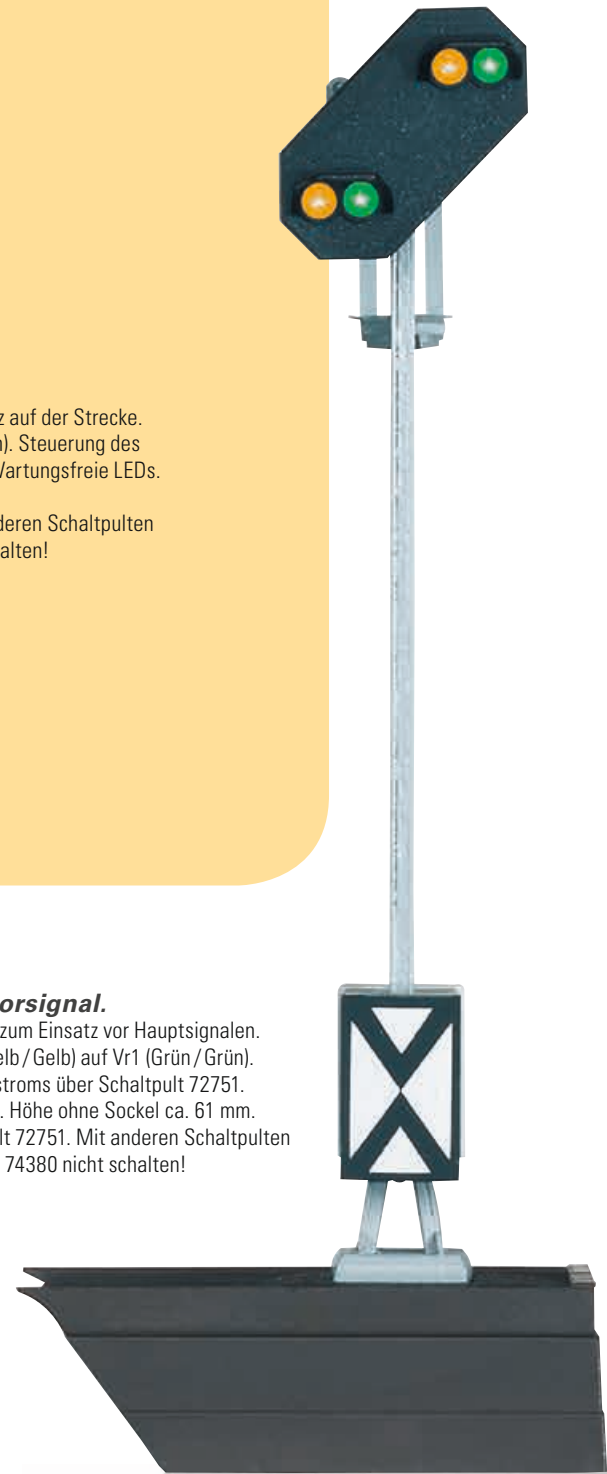 z auf der Strecke.
n). Steuerung des
Wartungsfreie LEDs.
deren Schaltpulten
alten!
orsignal.
zum Einsatz vor Hauptsignalen.
elb / Gelb) auf Vr1 (Grün / Grün).
stroms über Schaltpult 72751.
. Höhe ohne Sockel ca. 61 mm.
lt 72751. Mit anderen Schaltpulten
74380 nicht schalten!